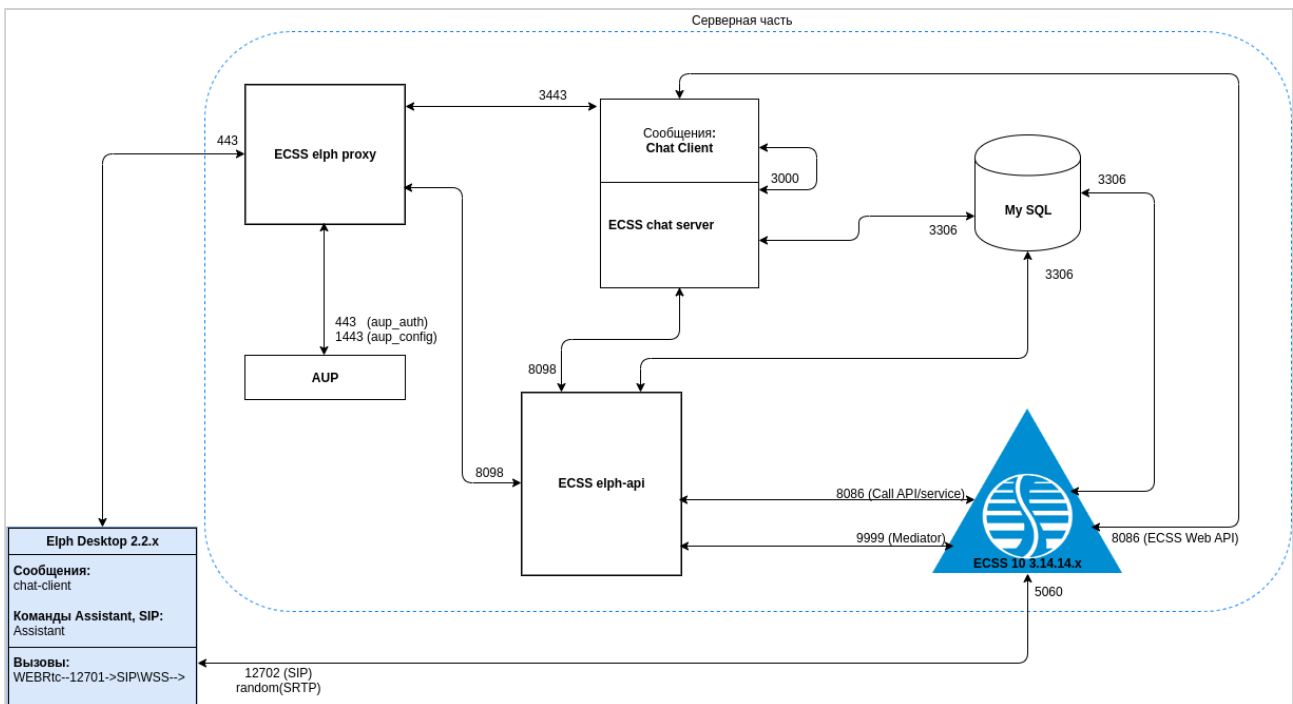 Серверная часть
3443
443
ECSS elph proxy
Сообщения:
Chat Client
3000
ECSS chat server
3306
My SQL
3306
3306
443 (aup_auth)
1443 (aup_config)
AUP
8098
8098
ECSS elph-api
8086 (Call API/service)
9999 (Mediator)
8086 (ECSS Web API)
ECSS 10 3.14.14.x
5060
Elph Desktop 2.2.x
Сообщения:
chat-client
Команды Assistant, SIP:
Assistant
Вызовы:
WEBRtc--12701->SIP\WSS-->
12702 (SIP)
random(SRTP)